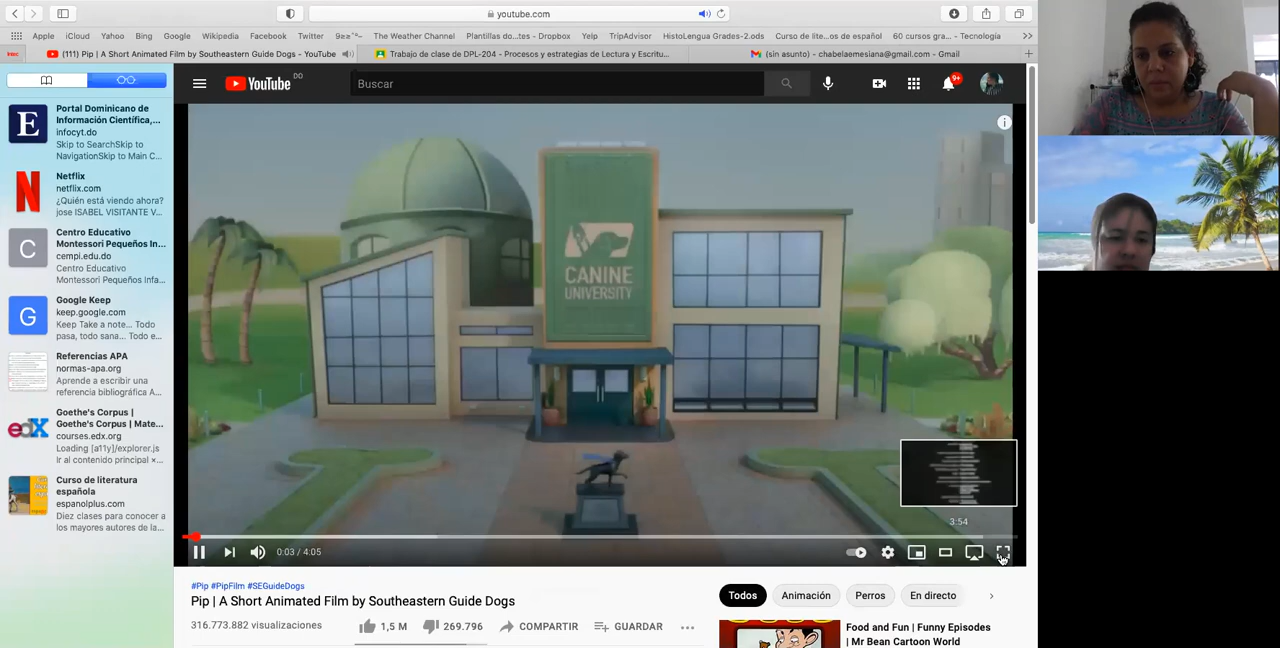 youtube.com
Apple iCloud Yahoo Bing Google Wikipedia Facebook Twitter The Weather Channel Plantillas do...tes - Dropbox Yelp TripAdvisor HistoLengua Grades-2.ods Curso de lite...os de español 60 cursos gra... - Tecnología >>
(111) Pip | A Short Animated Film by Southeastern Guide Dogs - YouTube
Trabajo de clase de DPL-204 - Procesos y estrategias de Lectura y Escritu...
(sin asunto) - chabelaomesiana@gmail.com - Gmail
YouTube DO
Buscar
9+
E
Portal Dominicano de
Información Científica,...
infocyt.do
Skip to SearchSkip to
NavigationSkip to Main C...
N
Netflix
netflix.com
¿Quién está viendo ahora?
jose ISABEL VISITANTE V...
C
Centro Educativo
Montessori Pequeños In...
cempi.edu.do
Centro Educativo
Montessori Pequeños Infa...
G
Google Keep
keep.google.com
Keep Take a note... Todo
pasa, todo sana... Todo e...
Referencias APA
normas-apa.org
Aprende a escribir una
referencia bibliográfica A...
edX
Goethe's Corpus |
Goethe's Corpus | Mate...
courses.edx.org
Loading [a11y]/explorer.js
Ir al contenido principal ×...
Curso de literatura
española
espanolplus.com
Diez clases para conocer a
los mayores autores de la...
CANINE
UNIVERSITY
3:54
0:03 / 4:05
#Pip #PipFilm #SEGuideDogs
Pip | A Short Animated Film by Southeastern Guide Dogs
316.773.882 visualizaciones
1,5 M 269.796 COMPARTIR GUARDAR ...
Todos Animación Perros En directo
Food and Fun | Funny Episodes
| Mr Bean Cartoon World